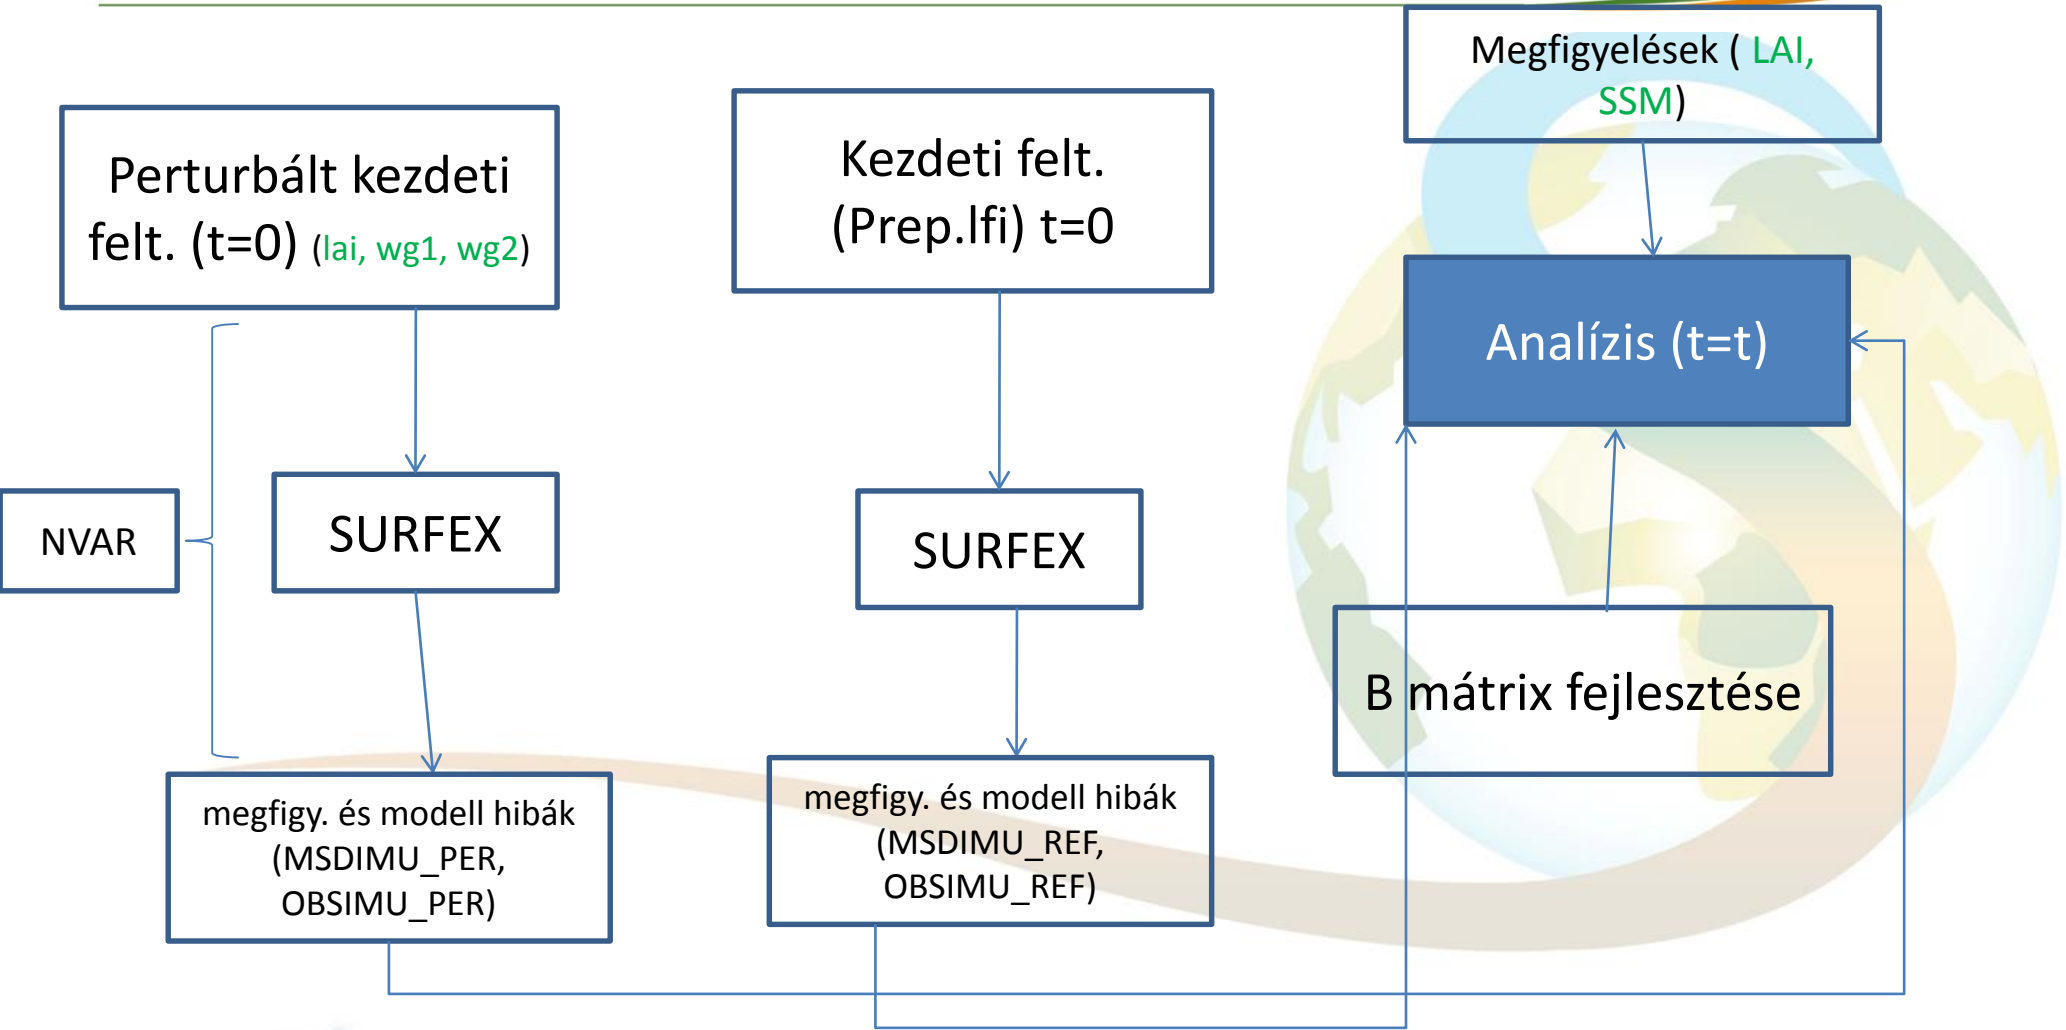 Perturbált kezdeti
felt. (t=0) (lai, wg1, wg2)
NVAR
SURFEX
megfigy. és modell hibák
(MSDIMU_PER,
OBSIMU_PER)
Kezdeti felt.
(Prep.lfi) t=0
SURFEX
megfigy. és modell hibák
(MSDIMU_REF,
OBSIMU_REF)
Megfigyelések ( LAI,
SSM)
Analízis (t=t)
B mátrix fejlesztése